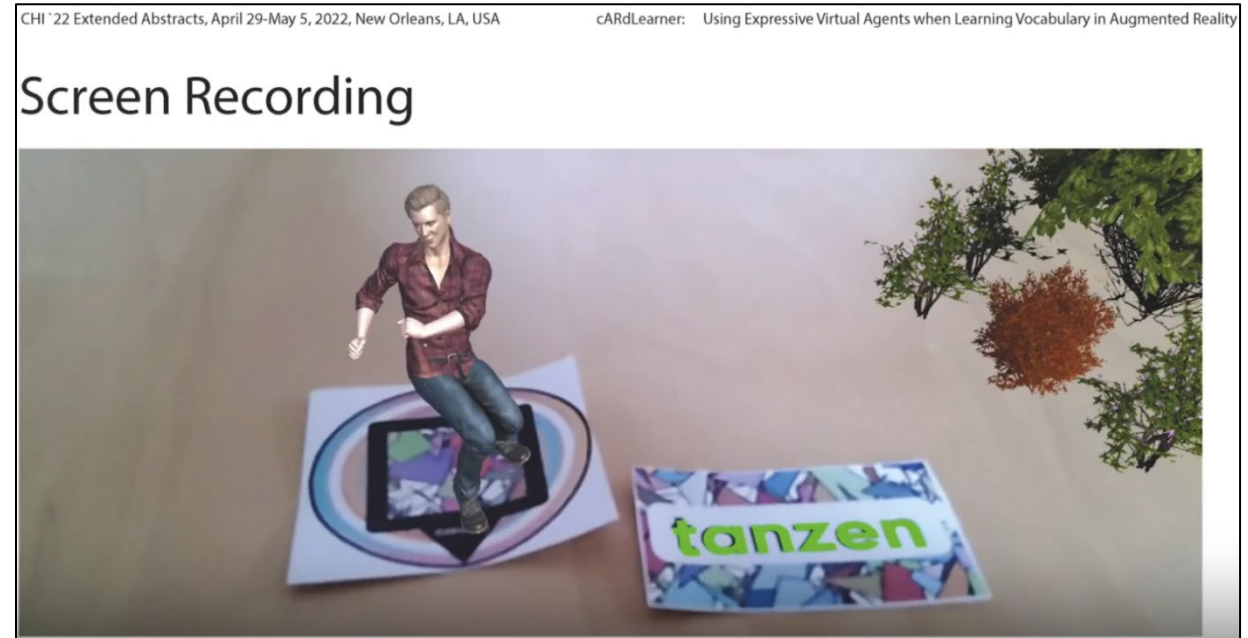 CHI `22 Extended Abstracts, April 29-May 5, 2022, New Orleans, LA, USA
cARdLearner: Using Expressive Virtual Agents when Learning Vocabulary in Augmented Reality
Screen Recording
tanzen